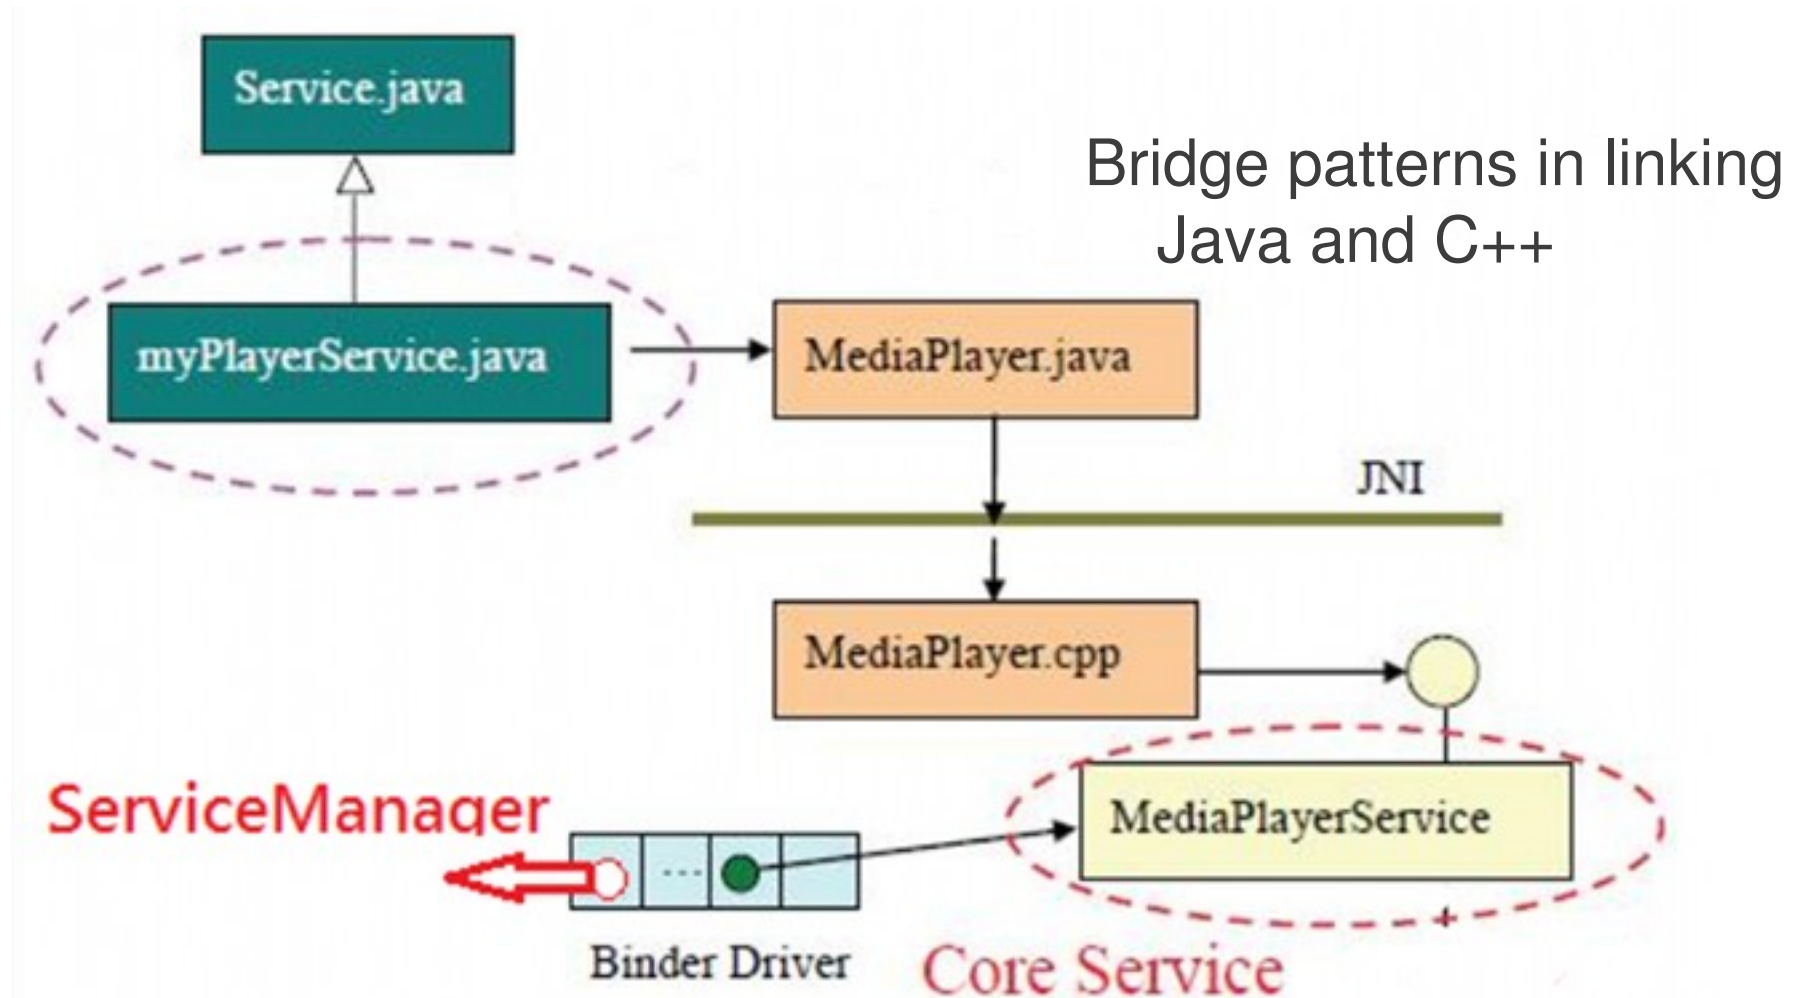 Service.java
Bridge patterns in linking
Java and C++
myPlayerService.java
MediaPlayer.java
JNI
MediaPlayer.cpp
ServiceManager
MediaPlayerService
...
Binder Driver
Core Service